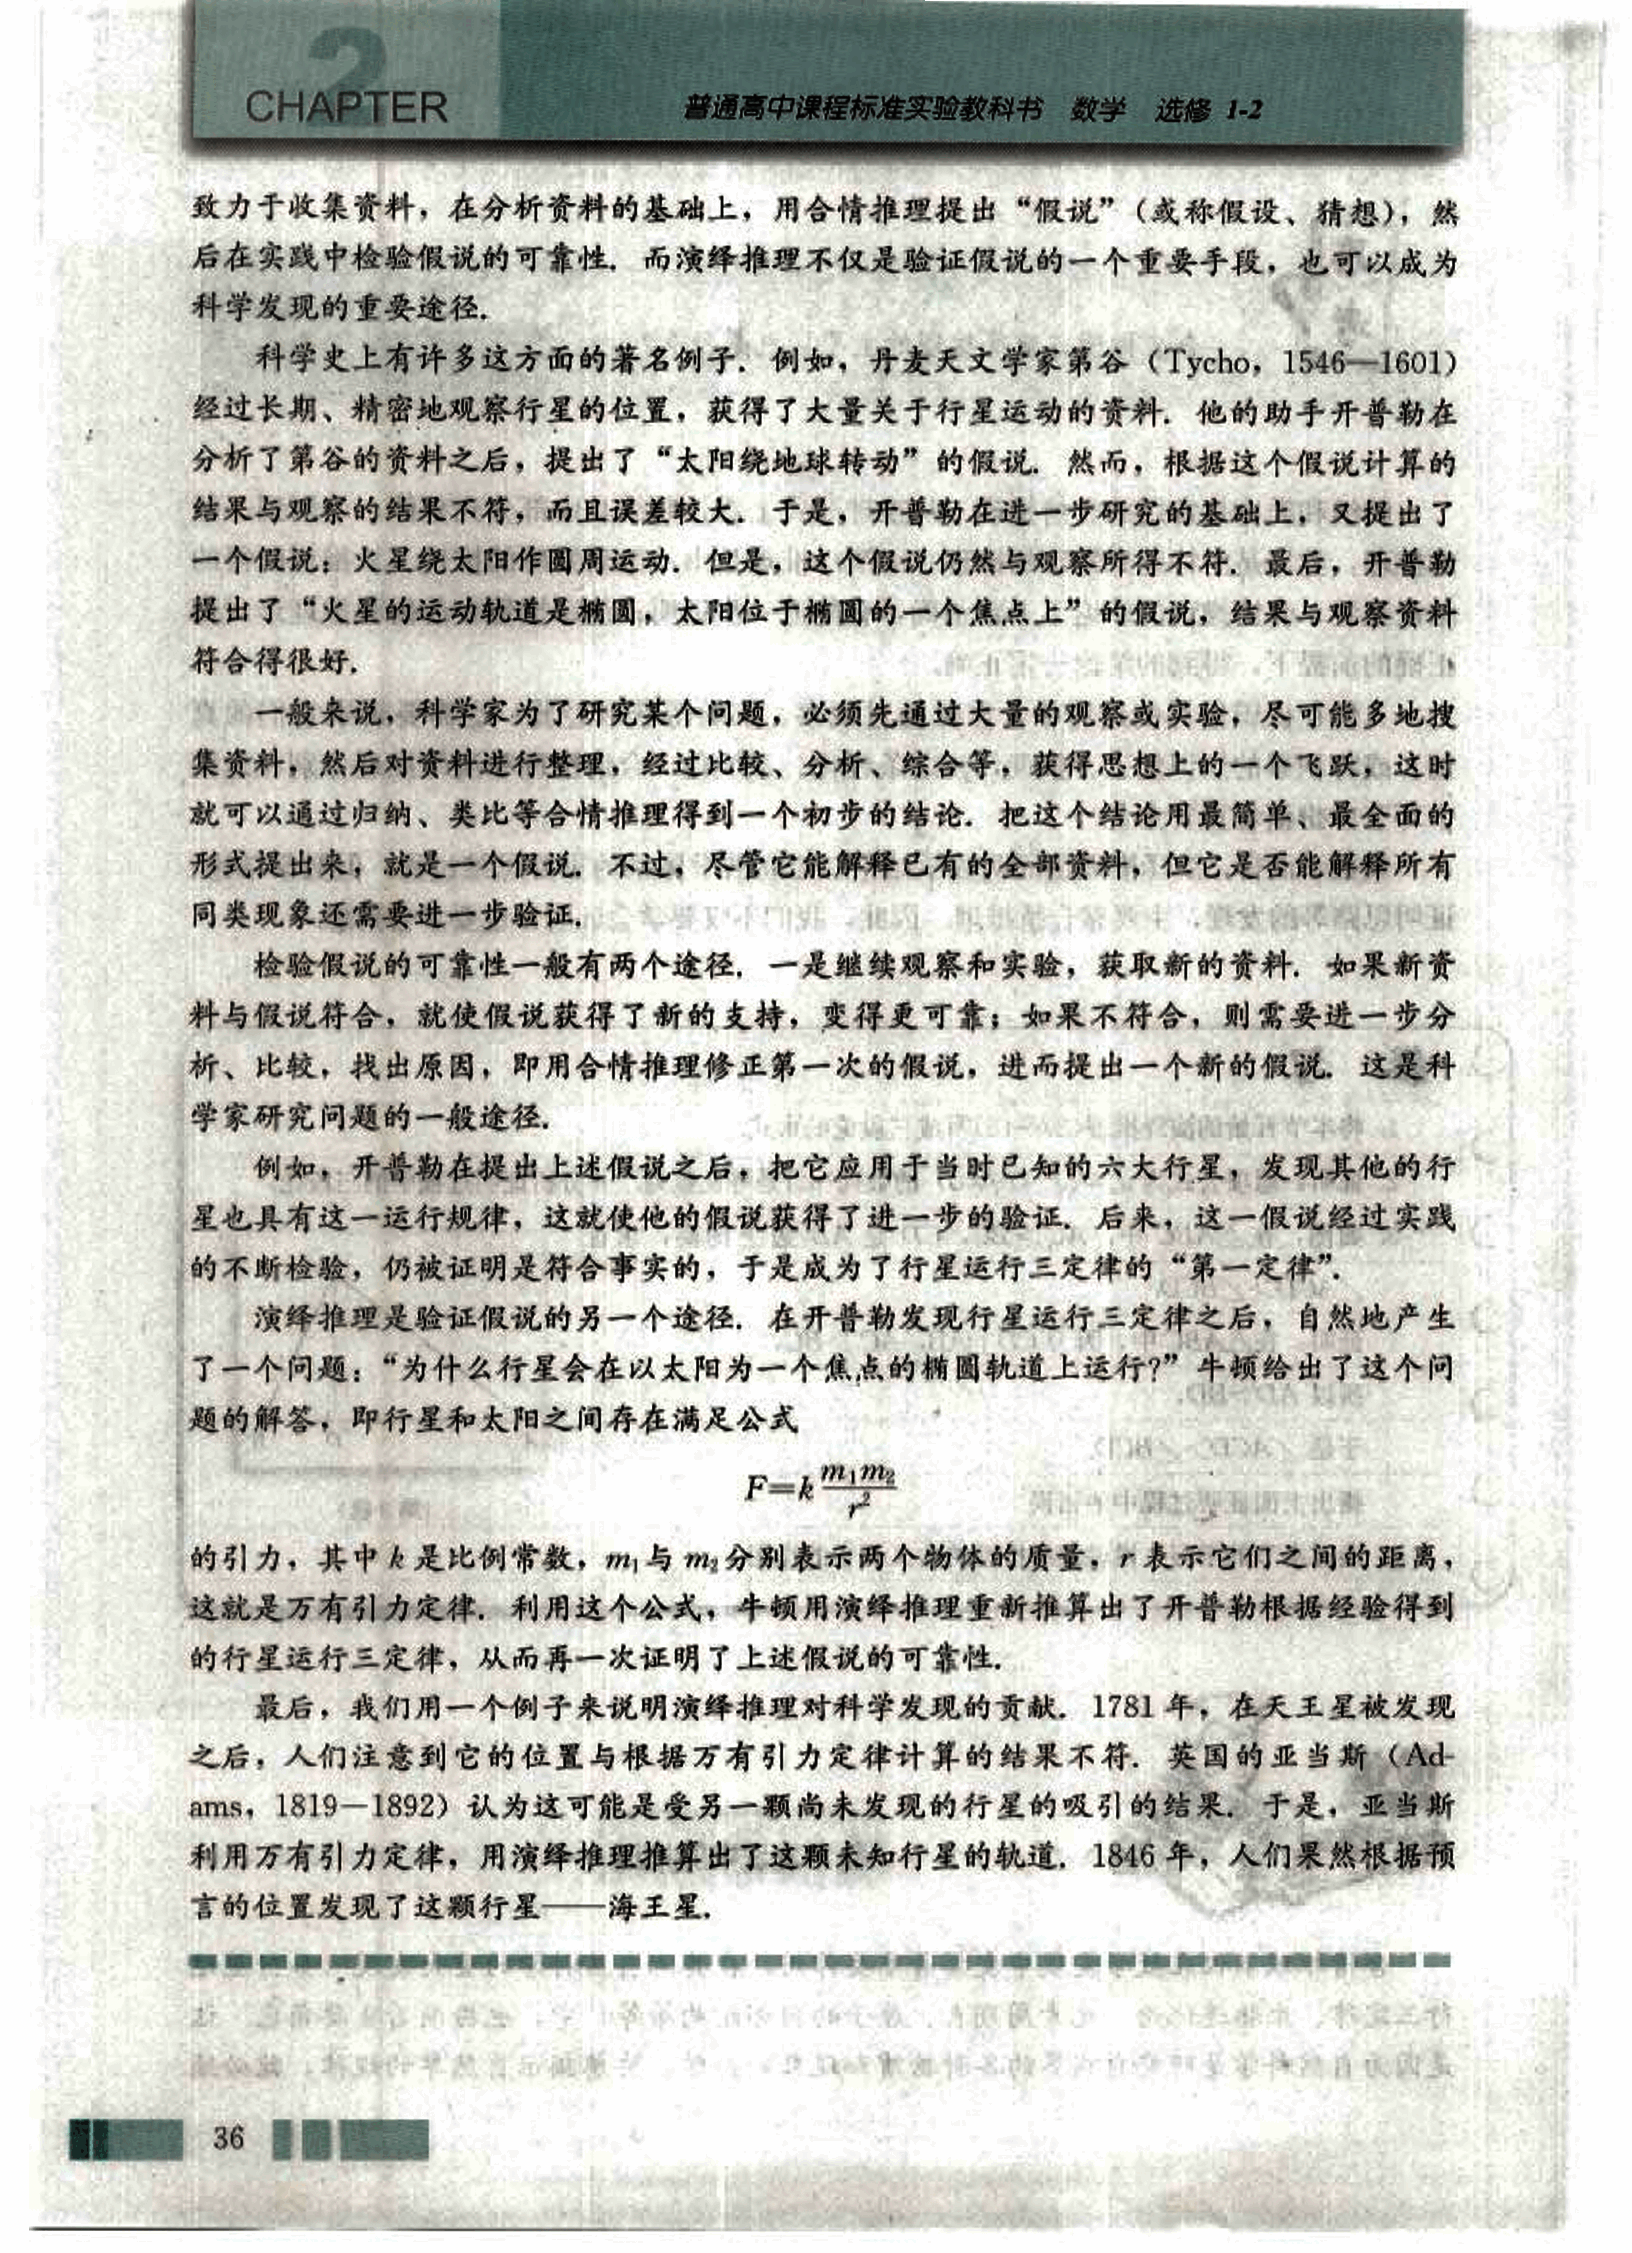 2
CHAPTER
普通高中课程标准实验教科书 数学 选修 1-2
致力于收集资料，在分析资料的基础上，用合情推理提出“假说”（或称假设、猜想），然
后在实践中检验假说的可靠性．而演绎推理不仅是验证假说的一个重要手段，也可以成为
科学发现的重要途径．
科学史上有许多这方面的著名例子．例如，丹麦天文学家第谷（Tycho，1546—1601）
经过长期、精密地观察行星的位置，获得了大量关于行星运动的资料．他的助手开普勒在
分析了第谷的资料之后，提出了“太阳绕地球转动”的假说．然而，根据这个假说计算的
结果与观察的结果不符，而且误差较大．于是，开普勒在进一步研究的基础上，又提出了
一个假说：火星绕太阳作圆周运动．但是，这个假说仍然与观察所得不符．最后，开普勒
提出了“火星的运动轨道是椭圆，太阳位于椭圆的一个焦点上”的假说，结果与观察资料
符合得很好．
一般来说，科学家为了研究某个问题，必须先通过大量的观察或实验，尽可能多地搜
集资料，然后对资料进行整理，经过比较、分析、综合等，获得思想上的一个飞跃，这时
就可以通过归纳、类比等合情推理得到一个初步的结论．把这个结论用最简单、最全面的
形式提出来，就是一个假说．不过，尽管它能解释已有的全部资料，但它是否能解释所有
同类现象还需要进一步验证．
检验假说的可靠性一般有两个途径．一是继续观察和实验，获取新的资料．如果新资
料与假说符合，就使假说获得了新的支持，变得更可靠；如果不符合，则需要进一步分
析、比较，找出原因，即用合情推理修正第一次的假说，进而提出一个新的假说．这是科
学家研究问题的一般途径．
例如，开普勒在提出上述假说之后，把它应用于当时已知的六大行星，发现其他的行
星也具有这一运行规律，这就使他的假说获得了进一步的验证．后来，这一假说经过实践
的不断检验，仍被证明是符合事实的，于是成为了行星运行三定律的“第一定律”．
演绎推理是验证假说的另一个途径．在开普勒发现行星运行三定律之后，自然地产生
了一个问题：“为什么行星会在以太阳为一个焦点的椭圆轨道上运行？”牛顿给出了这个问
题的解答，即行星和太阳之间存在满足公式
F=k m₁m₂/r²
的引力，其中 k 是比例常数，m₁与 m₂分别表示两个物体的质量，r 表示它们之间的距离，
这就是万有引力定律．利用这个公式，牛顿用演绎推理重新推算出了开普勒根据经验得到
的行星运行三定律，从而再一次证明了上述假说的可靠性．
最后，我们用一个例子来说明演绎推理对科学发现的贡献．1781 年，在天王星被发现
之后，人们注意到它的位置与根据万有引力定律计算的结果不符．英国的亚当斯（Ad-
ams，1819—1892）认为这可能是受另一颗尚未发现的行星的吸引的结果．于是，亚当斯
利用万有引力定律，用演绎推理推算出了这颗未知行星的轨道．1846 年，人们果然根据预
言的位置发现了这颗行星——海王星．
36